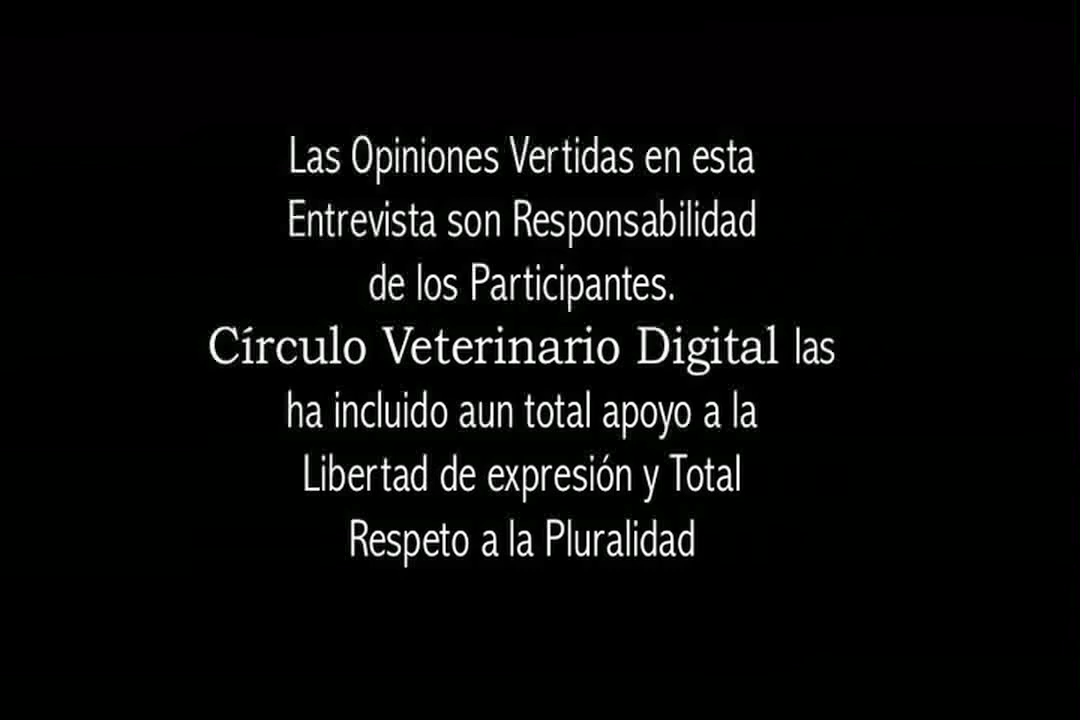 Las Opiniones Vertidas en esta
Entrevista son Responsabilidad
de los Participantes.
Círculo Veterinario Digital las
ha incluido aun total apoyo a la
Libertad de expresión y Total
Respeto a la Pluralidad